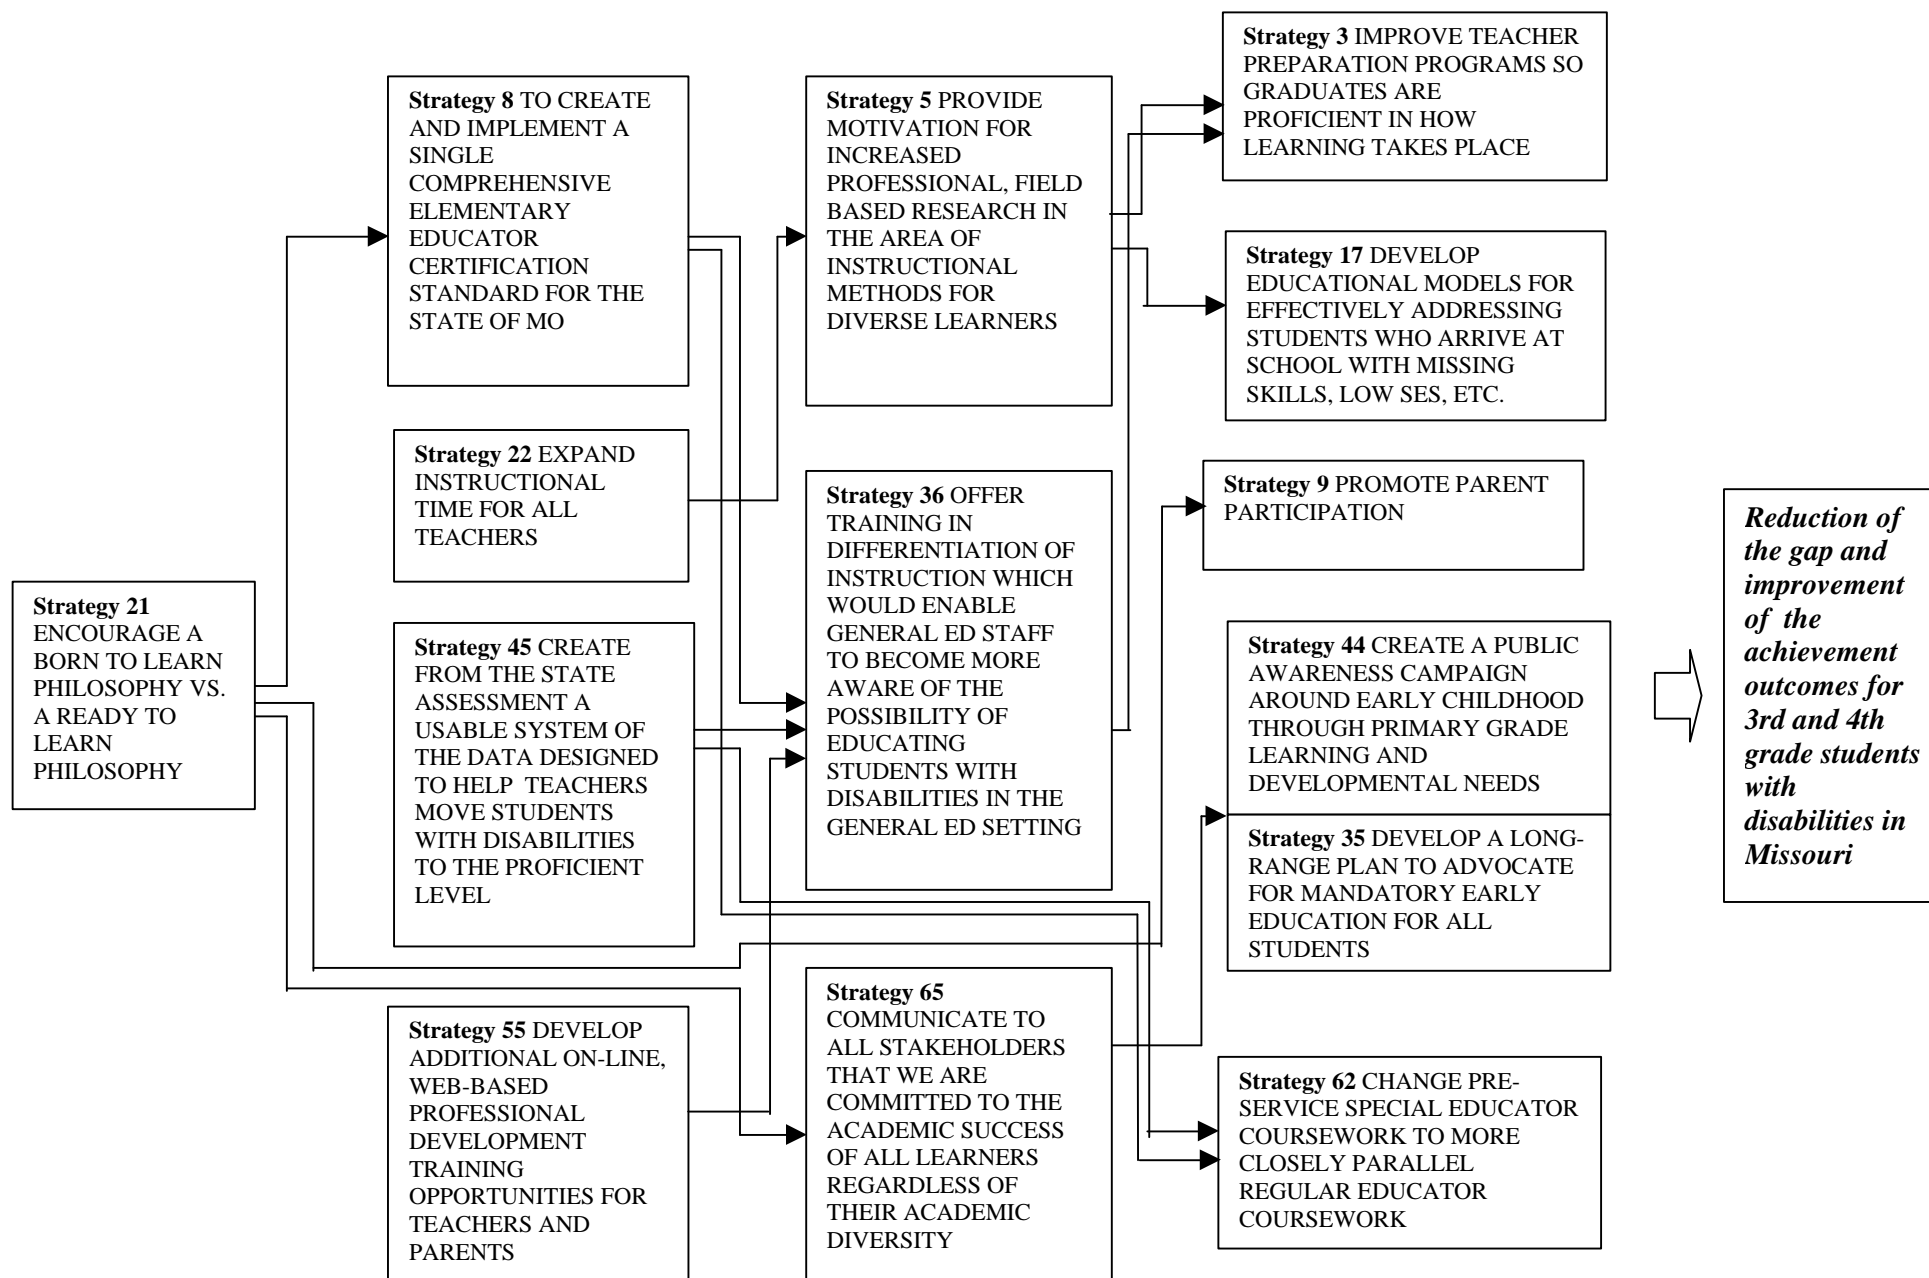 Strategy 21
ENCOURAGE A
BORN TO LEARN
PHILOSOPHY VS.
A READY TO
LEARN
PHILOSOPHY
Strategy 8 TO CREATE
AND IMPLEMENT A
SINGLE
COMPREHENSIVE
ELEMENTARY
EDUCATOR
CERTIFICATION
STANDARD FOR THE
STATE OF MO
Strategy 22 EXPAND
INSTRUCTIONAL
TIME FOR ALL
TEACHERS
Strategy 45 CREATE
FROM THE STATE
ASSESSMENT A
USABLE SYSTEM OF
THE DATA DESIGNED
TO HELP TEACHERS
MOVE STUDENTS
WITH DISABILITIES
TO THE PROFICIENT
LEVEL
Strategy 55 DEVELOP
ADDITIONAL ON-LINE,
WEB-BASED
PROFESSIONAL
DEVELOPMENT
TRAINING
OPPORTUNITIES FOR
TEACHERS AND
PARENTS
Strategy 5 PROVIDE
MOTIVATION FOR
INCREASED
PROFESSIONAL, FIELD
BASED RESEARCH IN
THE AREA OF
INSTRUCTIONAL
METHODS FOR
DIVERSE LEARNERS
Strategy 36 OFFER
TRAINING IN
DIFFERENTIATION OF
INSTRUCTION WHICH
WOULD ENABLE
GENERAL ED STAFF
TO BECOME MORE
AWARE OF THE
POSSIBILITY OF
EDUCATING
STUDENTS WITH
DISABILITIES IN THE
GENERAL ED SETTING
Strategy 65
COMMUNICATE TO
ALL STAKEHOLDERS
THAT WE ARE
COMMITTED TO THE
ACADEMIC SUCCESS
OF ALL LEARNERS
REGARDLESS OF
THEIR ACADEMIC
DIVERSITY
Strategy 3 IMPROVE TEACHER
PREPARATION PROGRAMS SO
GRADUATES ARE
PROFICIENT IN HOW
LEARNING TAKES PLACE
Strategy 17 DEVELOP
EDUCATIONAL MODELS FOR
EFFECTIVELY ADDRESSING
STUDENTS WHO ARRIVE AT
SCHOOL WITH MISSING
SKILLS, LOW SES, ETC.
Strategy 9 PROMOTE PARENT
PARTICIPATION
Strategy 44 CREATE A PUBLIC
AWARENESS CAMPAIGN
AROUND EARLY CHILDHOOD
THROUGH PRIMARY GRADE
LEARNING AND
DEVELOPMENTAL NEEDS
Strategy 35 DEVELOP A LONG-
RANGE PLAN TO ADVOCATE
FOR MANDATORY EARLY
EDUCATION FOR ALL
STUDENTS
Strategy 62 CHANGE PRE-
SERVICE SPECIAL EDUCATOR
COURSEWORK TO MORE
CLOSELY PARALLEL
REGULAR EDUCATOR
COURSEWORK
Reduction of
the gap and
improvement
of the
achievement
outcomes for
3rd and 4th
grade students
with
disabilities in
Missouri